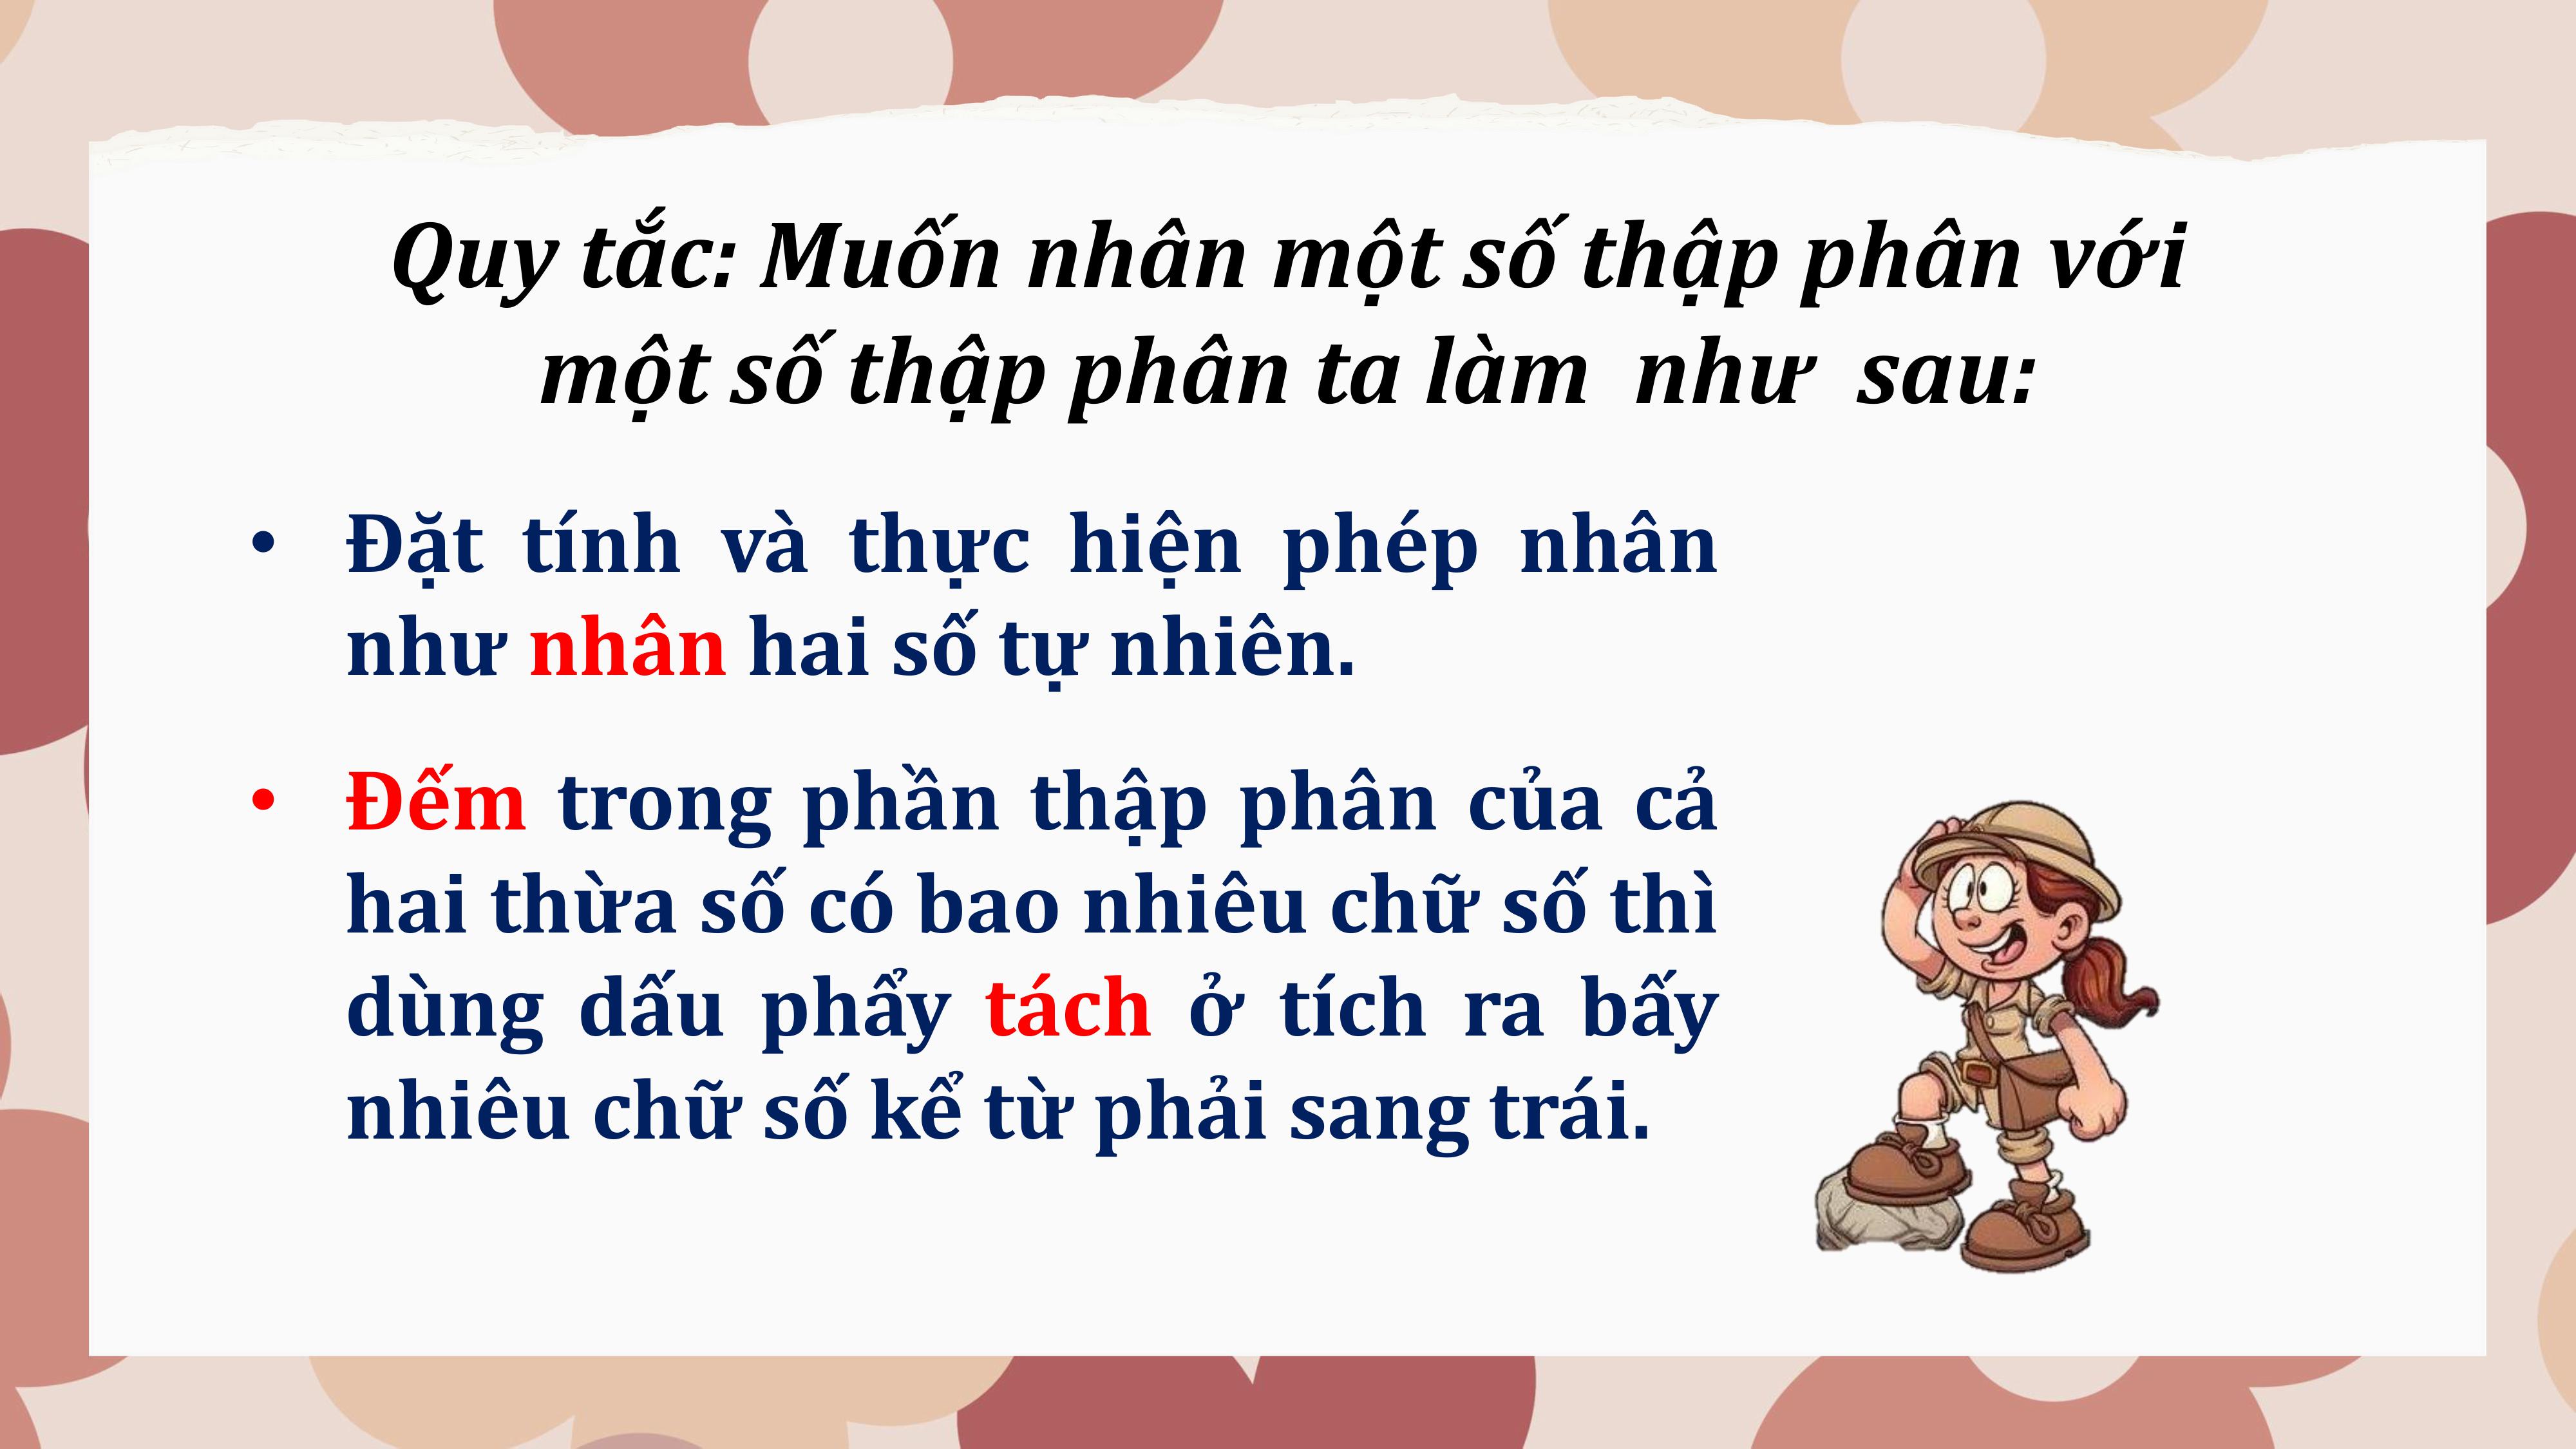 Quy tắc: Muốn nhân một số thập phân với
một số thập phân ta làm như sau:
• Đặt tính và thực hiện phép nhân
như nhân hai số tự nhiên.
• Đếm trong phần thập phân của cả
hai thừa số có bao nhiêu chữ số thì
dùng dấu phẩy tách ở tích ra bấy
nhiêu chữ số kể từ phải sang trái.